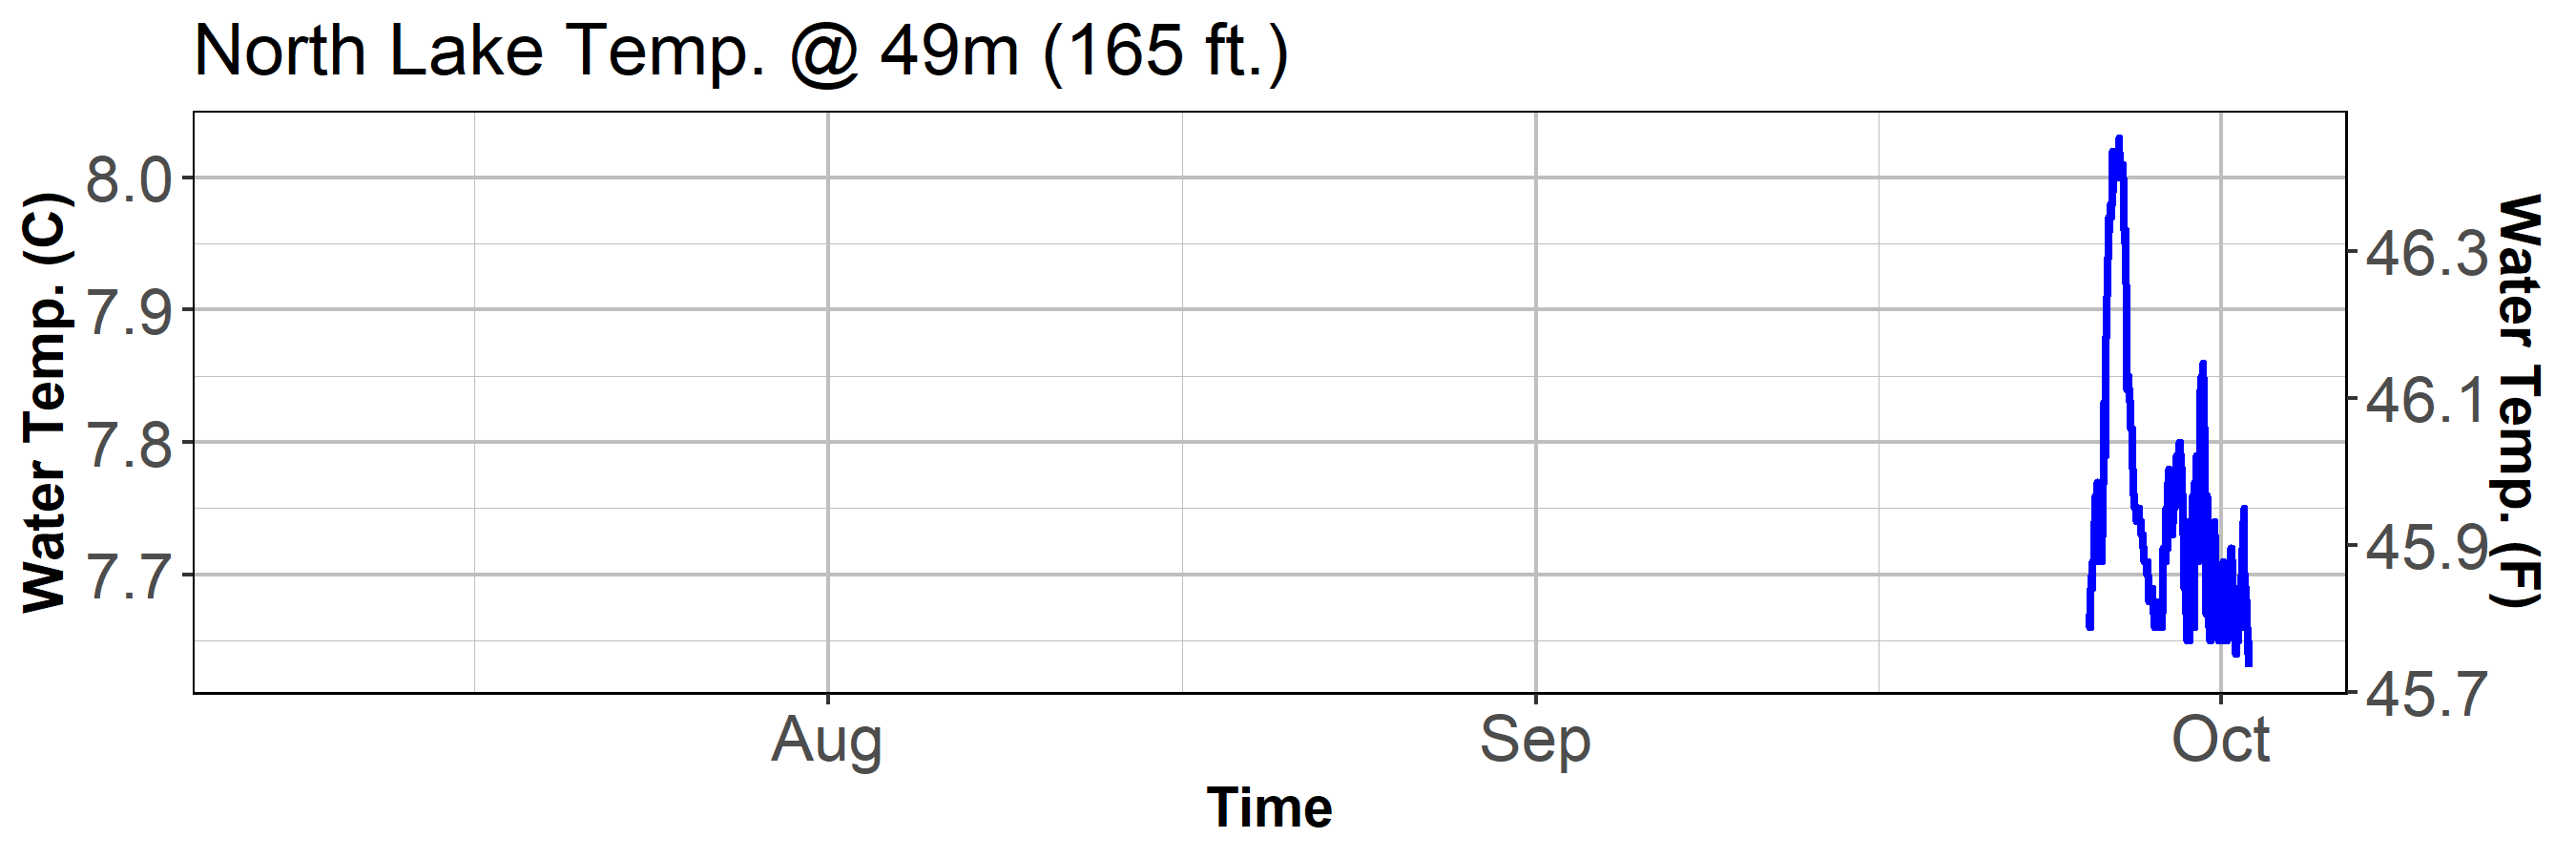 North Lake Temp. @ 49m (165 ft.)
Water Temp. (C)
8.0
7.9
7.8
7.7
46.3
46.1
45.9
45.7
Water Temp. (F)
Aug Sep Oct
Time